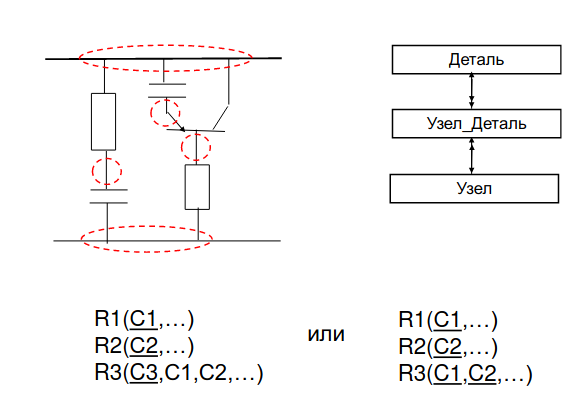 Деталь
Узел_Деталь
Узел
R1(C1,...)
R2(C2,...)
R3(C3,C1,C2,...)
или
R1(C1,...)
R2(C2,...)
R3(C1,C2,...)